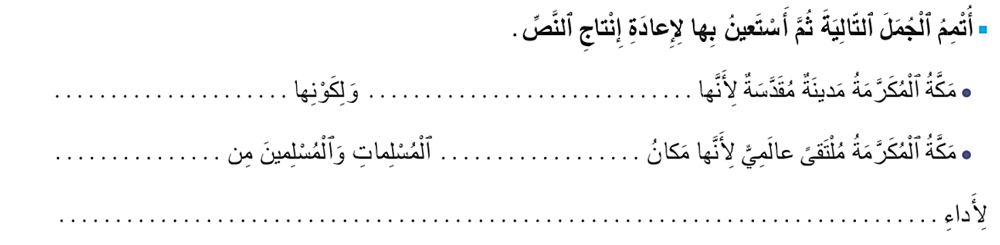 ▪ أُتْمِمُ ٱلْجُمَلَ ٱلتّالِيَةَ ثُمَّ أَسْتَعينُ بِها لِإِعادَةِ إِنْتاجِ ٱلنَّصِّ .
• مَكَّةُ ٱلْمُكَرَّمَةُ مَدينَةٌ مُقَدَّسَةٌ لِأَنَّها ............................. وَلِكَوْنِها .....................
• مَكَّةُ ٱلْمُكَرَّمَةُ مُلْتَقىً عالَمِيٌّ لِأَنَّها مَكانُ .................. ٱلْمُسْلِماتِ وَٱلْمُسْلِمينَ مِن ...............
لِأَداءِ ................................................................................